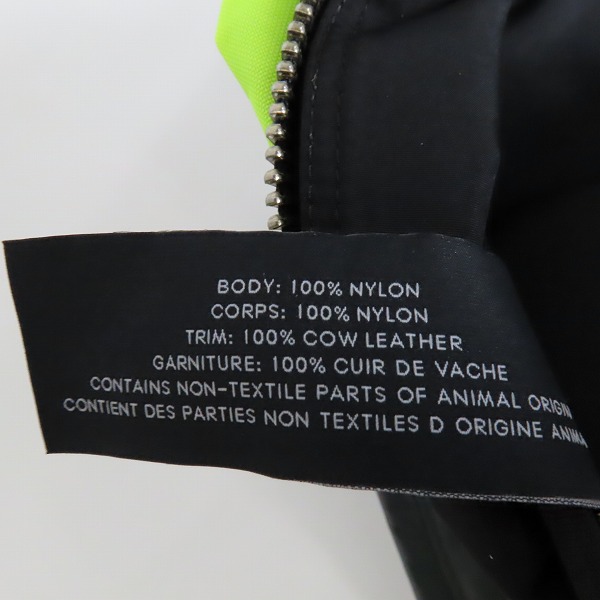 BODY: 100% NYLON
CORPS: 100% NYLON
TRIM: 100% COW LEATHER
GARNITURE: 100% CUIR DE VACHE
CONTAINS NON-TEXTILE PARTS OF ANIMAL ORIGIN
CONTIENT DES PARTIES NON TEXTILES D ORIGINE